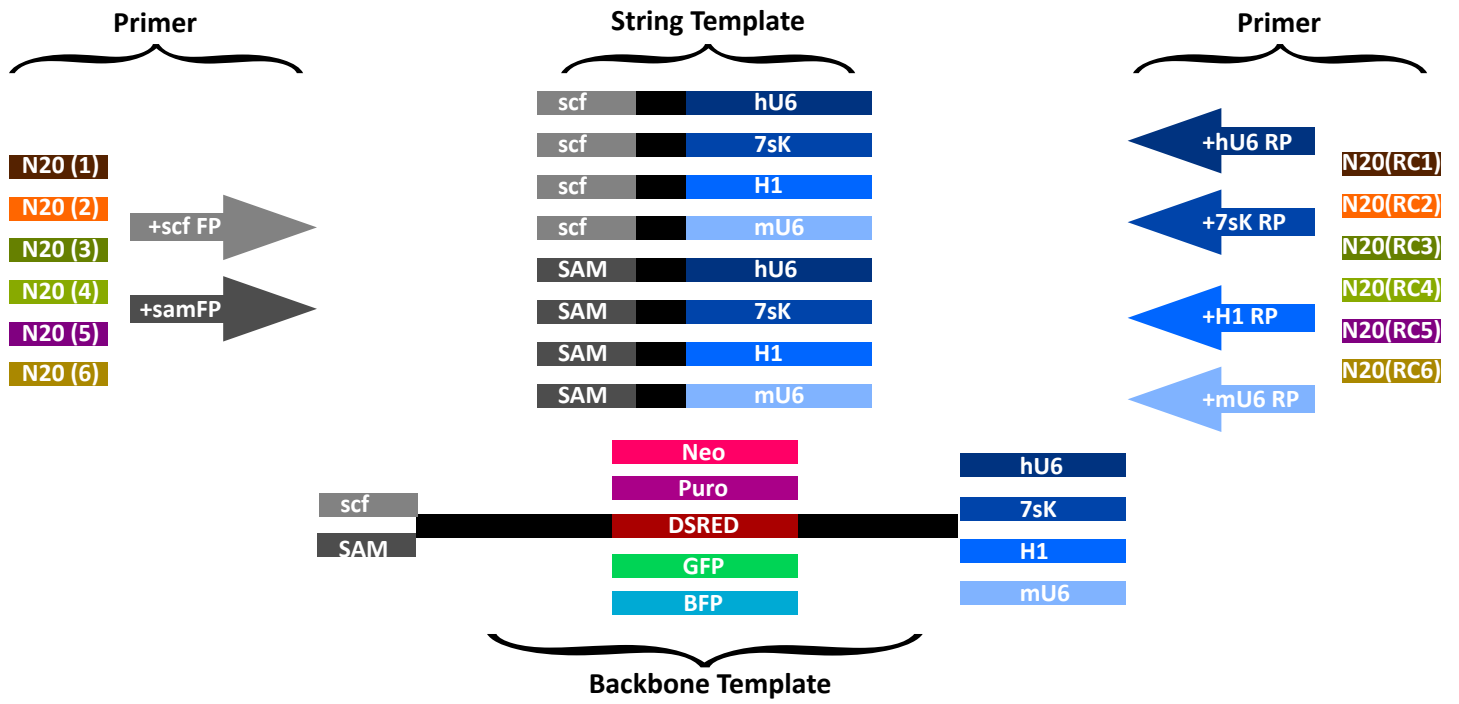 Primer
String Template
Primer
N20 (1)
N20 (2)
N20 (3)
N20 (4)
N20 (5)
N20 (6)
+scf FP
+samFP
scf hU6
scf 7sK
scf H1
scf mU6
SAM hU6
SAM 7sK
SAM H1
SAM mU6
+hU6 RP
+7sK RP
+H1 RP
+mU6 RP
N20(RC1)
N20(RC2)
N20(RC3)
N20(RC4)
N20(RC5)
N20(RC6)
scf
SAM
Neo
Puro
DSRED
GFP
BFP
hU6
7sK
H1
mU6
Backbone Template